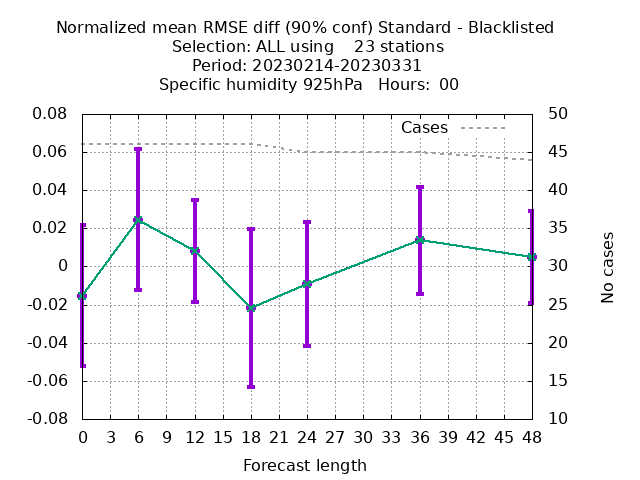 Normalized mean RMSE diff (90% conf) Standard - Blacklisted
Selection: ALL using    23 stations
Period: 20230214-20230331
Specific humidity 925hPa   Hours:  00
Cases
0.08
0.06
0.04
0.02
0
-0.02
-0.04
-0.06
-0.08
50
45
40
35
30
25
20
15
10
No cases
0 3 6 9 12 15 18 21 24 27 30 33 36 39 42 45 48
Forecast length